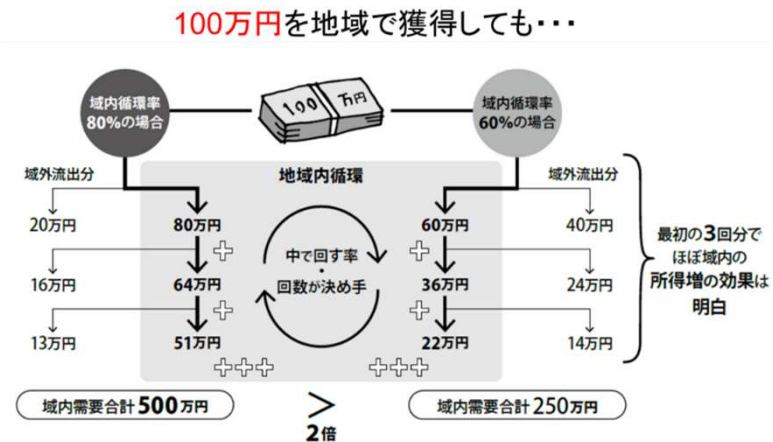 100万円を地域で獲得しても・・・
域内循環率
80%の場合
100 万円
域内循環率
60%の場合
域外流出分
地域内循環
域外流出分
20万円
80万円
60万円
40万円
16万円
64万円
36万円
24万円
13万円
51万円
22万円
14万円
中で回す率
・
回数が決め手
最初の3回分で
ほぼ域内の
所得増の効果は
明白
域内需要合計500万円
>
2倍
域内需要合計250万円